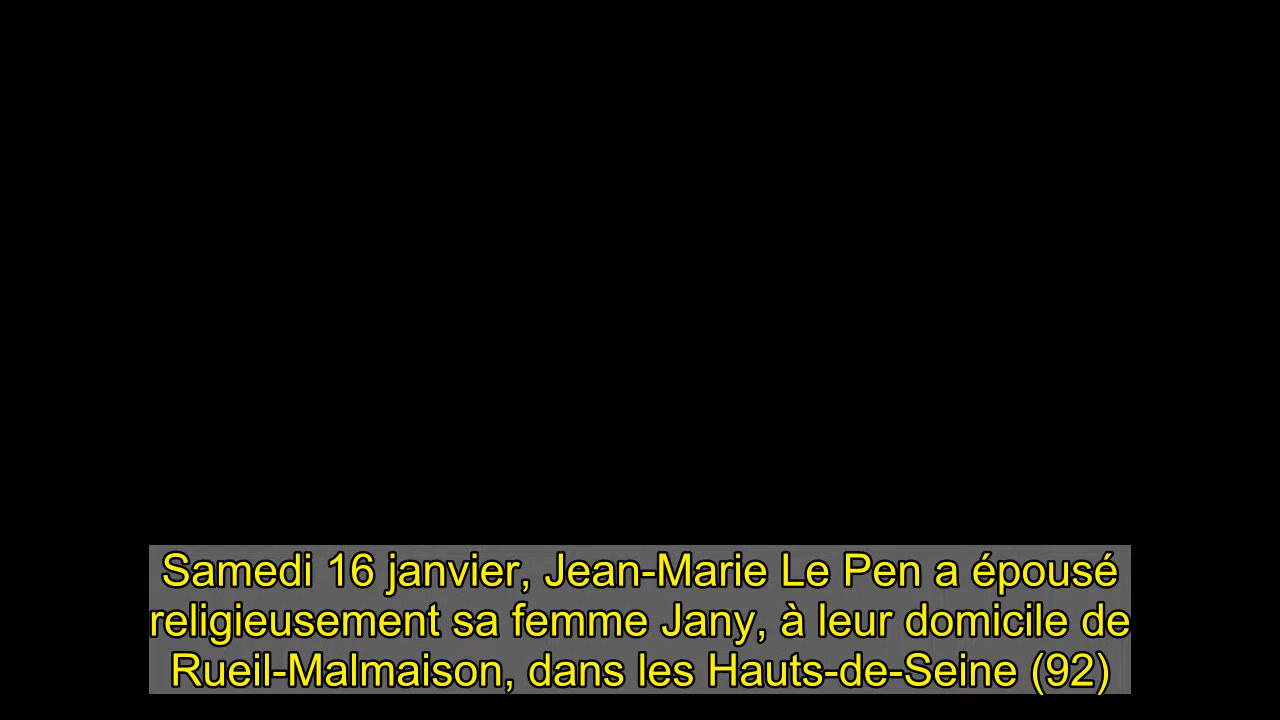 Samedi 16 janvier, Jean-Marie Le Pen a épousé
religieusement sa femme Jany, à leur domicile de
Rueil-Malmaison, dans les Hauts-de-Seine (92)